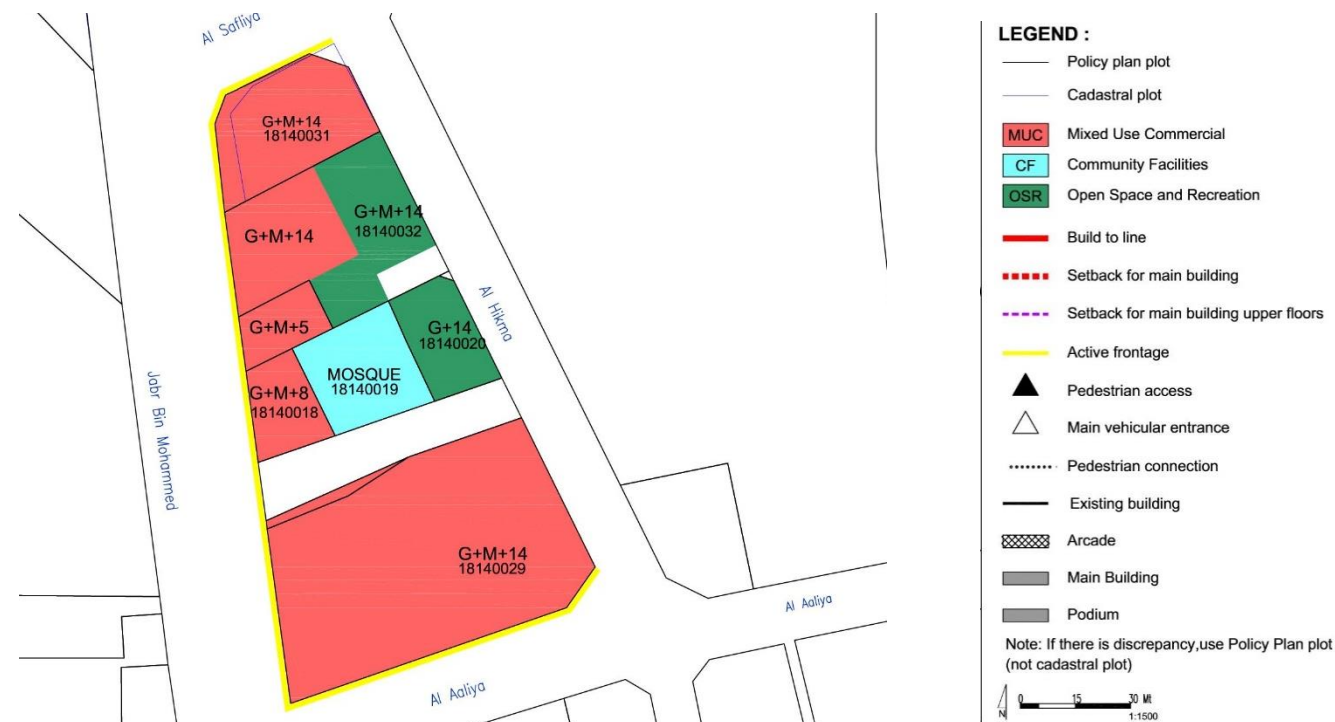 Al Safliya
G+M+14
18140031
G+M+14
18140032
G+M+14
Al Hikma
G+M+5
G+14
18140020
MOSQUE
18140019
G+M+8
18140018
Jabr Bin Mohammed
G+M+14
18140029
Al Aaliya
Al Aaliya
LEGEND :
Policy plan plot
Cadastral plot
MUC Mixed Use Commercial
CF Community Facilities
OSR Open Space and Recreation
Build to line
Setback for main building
Setback for main building upper floors
Active frontage
Pedestrian access
Main vehicular entrance
Pedestrian connection
Existing building
Arcade
Main Building
Podium
Note: If there is discrepancy,use Policy Plan plot
(not cadastral plot)
N 0 15 30 Mt
1:1500